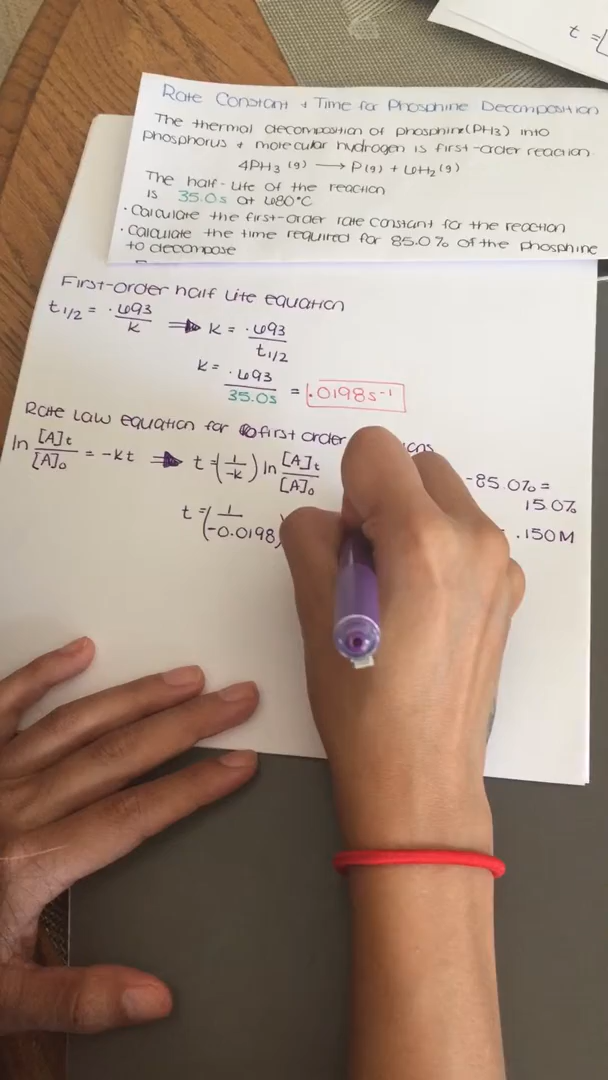 t =
Rate Constant + Time for Phosphine Decomposition
The thermal decomposition of phosphine (PH3) into
phosphorus + molecular hydrogen is first-order reaction
4PH3 (g) → P(g) + 6H2 (g)
The half-life of the reaction
is 35.0s at 680°C
· Calculate the first-order rate constant for the reaction
· Calculate the time required for 85.0% of the phosphine
to decompose
First-order half life equation
t1/2 = .693/k ⇒ k = .693/t1/2
k = .693/35.0s = .0198s⁻¹
Rate law equation for first order
ln [A]t/[A]o = -kt ⇒ t = (1/-k) ln [A]t/[A]o
-85.0% =
15.0%
t = (1/-0.0198)
.150M